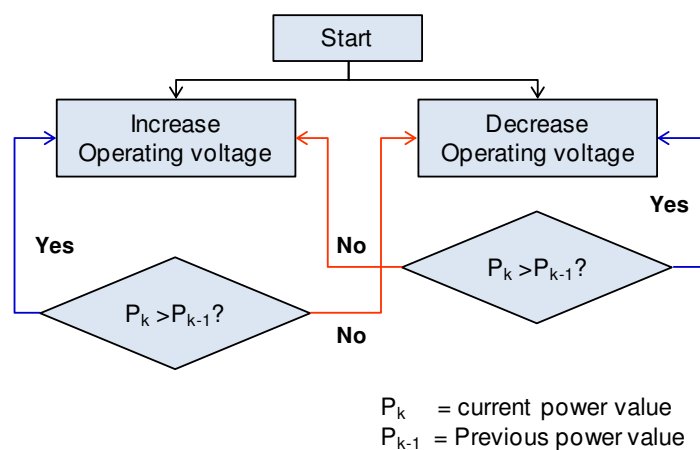 Start
Increase
Operating voltage
Decrease
Operating voltage
Yes
No
Yes
Pk >Pk-1?
Pk >Pk-1?
No
Pk = current power value
Pk-1 = Previous power value